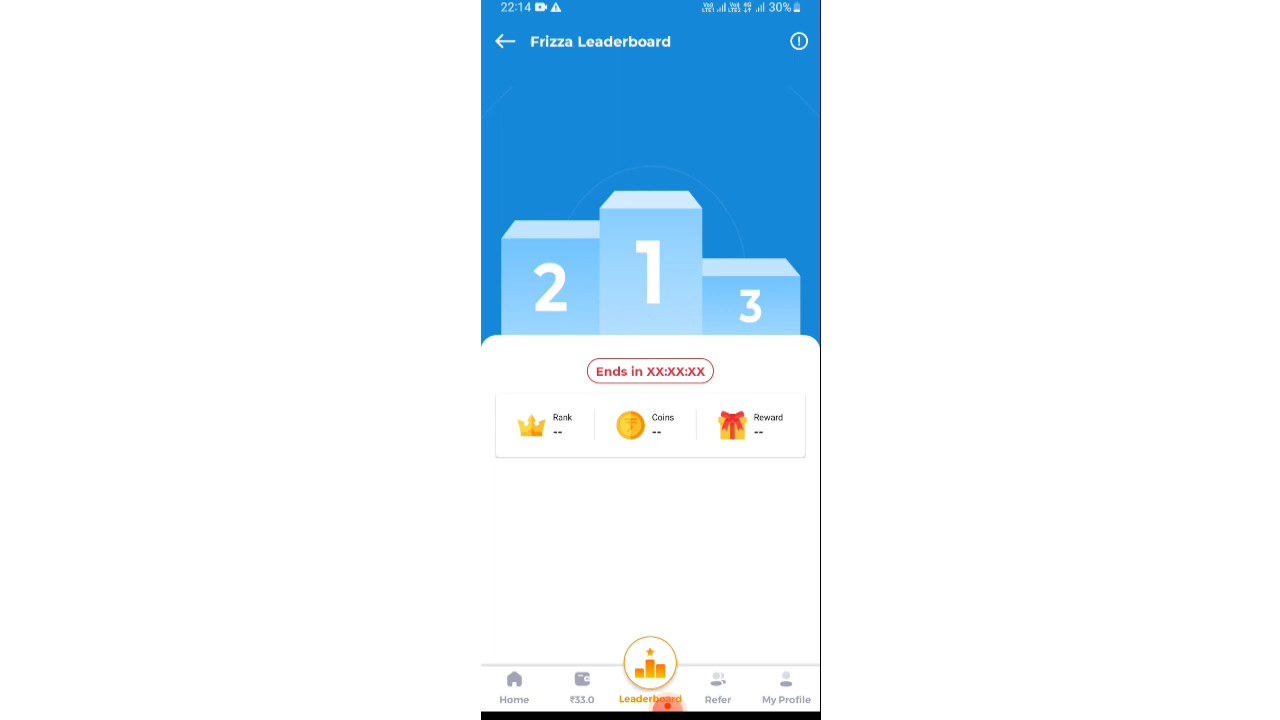 22:14 30%
Frizza Leaderboard
1
2
3
Ends in XX:XX:XX
Rank Coins Reward
-- -- --
Home ₹33.0 Leaderboard Refer My Profile